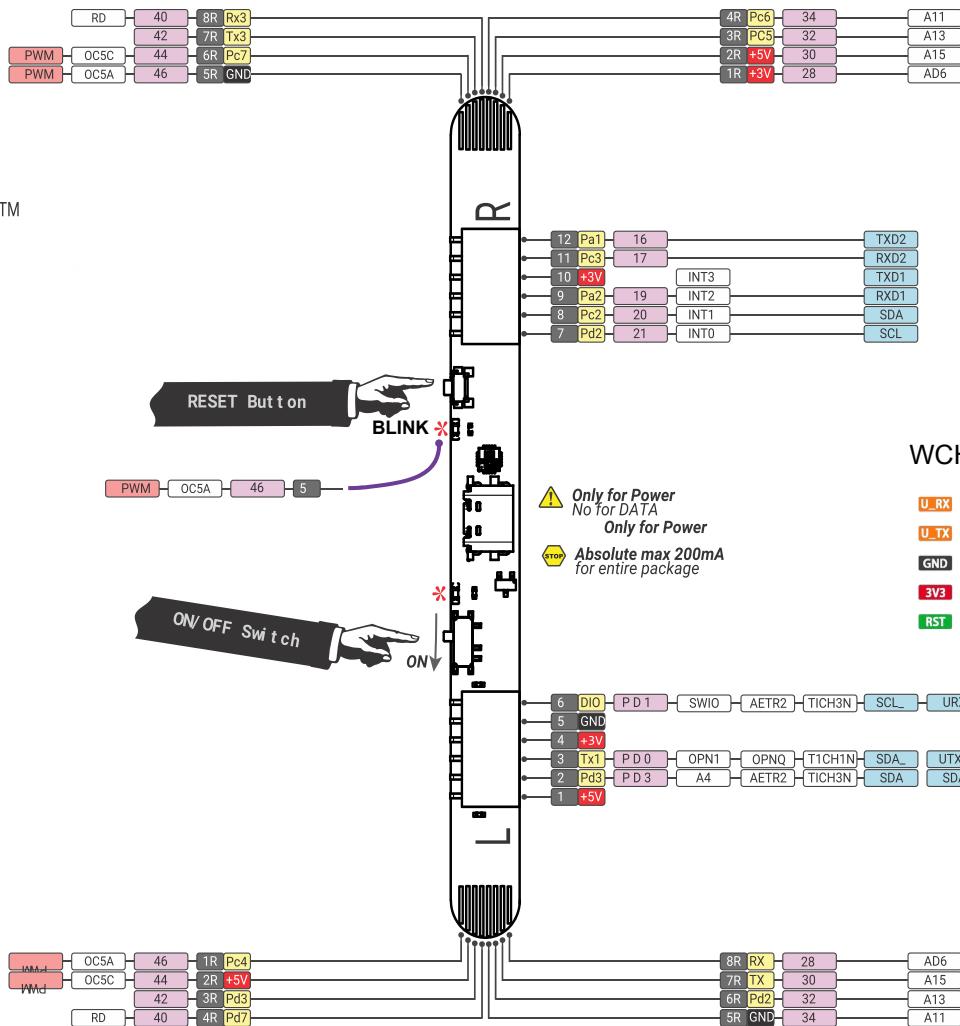 RD 40 8R Rx3 4R Pc6 34 A11
42 7R Tx3 3R PC5 32 A13
PWM OC5C 44 6R Pc7 2R +5V 30 A15
PWM OC5A 46 5R GND 1R +3V 28 AD6
TM
R
12 Pa1 16 TXD2
11 Pc3 17 RXD2
10 +3V INT3 TXD1
9 Pa2 19 INT2 RXD1
8 Pc2 20 INT1 SDA
7 Pd2 21 INT0 SCL
RESET Button
BLINK *
PWM OC5A 46 5
WCH
Only for Power
No for DATA
Only for Power
STOP Absolute max 200mA
for entire package
U_RX
U_TX
GND
3V3
RST
*
ON/OFF Switch
ON
6 DIO PD1 SWIO AETR2 TICH3N SCL_ UR
5 GND
4 +3V
3 Tx1 PD0 OPN1 OPNQ T1CH1N SDA_ UTX
2 Pd3 PD3 A4 AETR2 TICH3N SDA SDA
1 +5V
L
PWM OC5A 46 1R Pc4 8R RX 28 AD6
PWM OC5C 44 2R +5V 7R TX 30 A15
42 3R Pd3 6R Pd2 32 A13
RD 40 4R Pd7 5R GND 34 A11